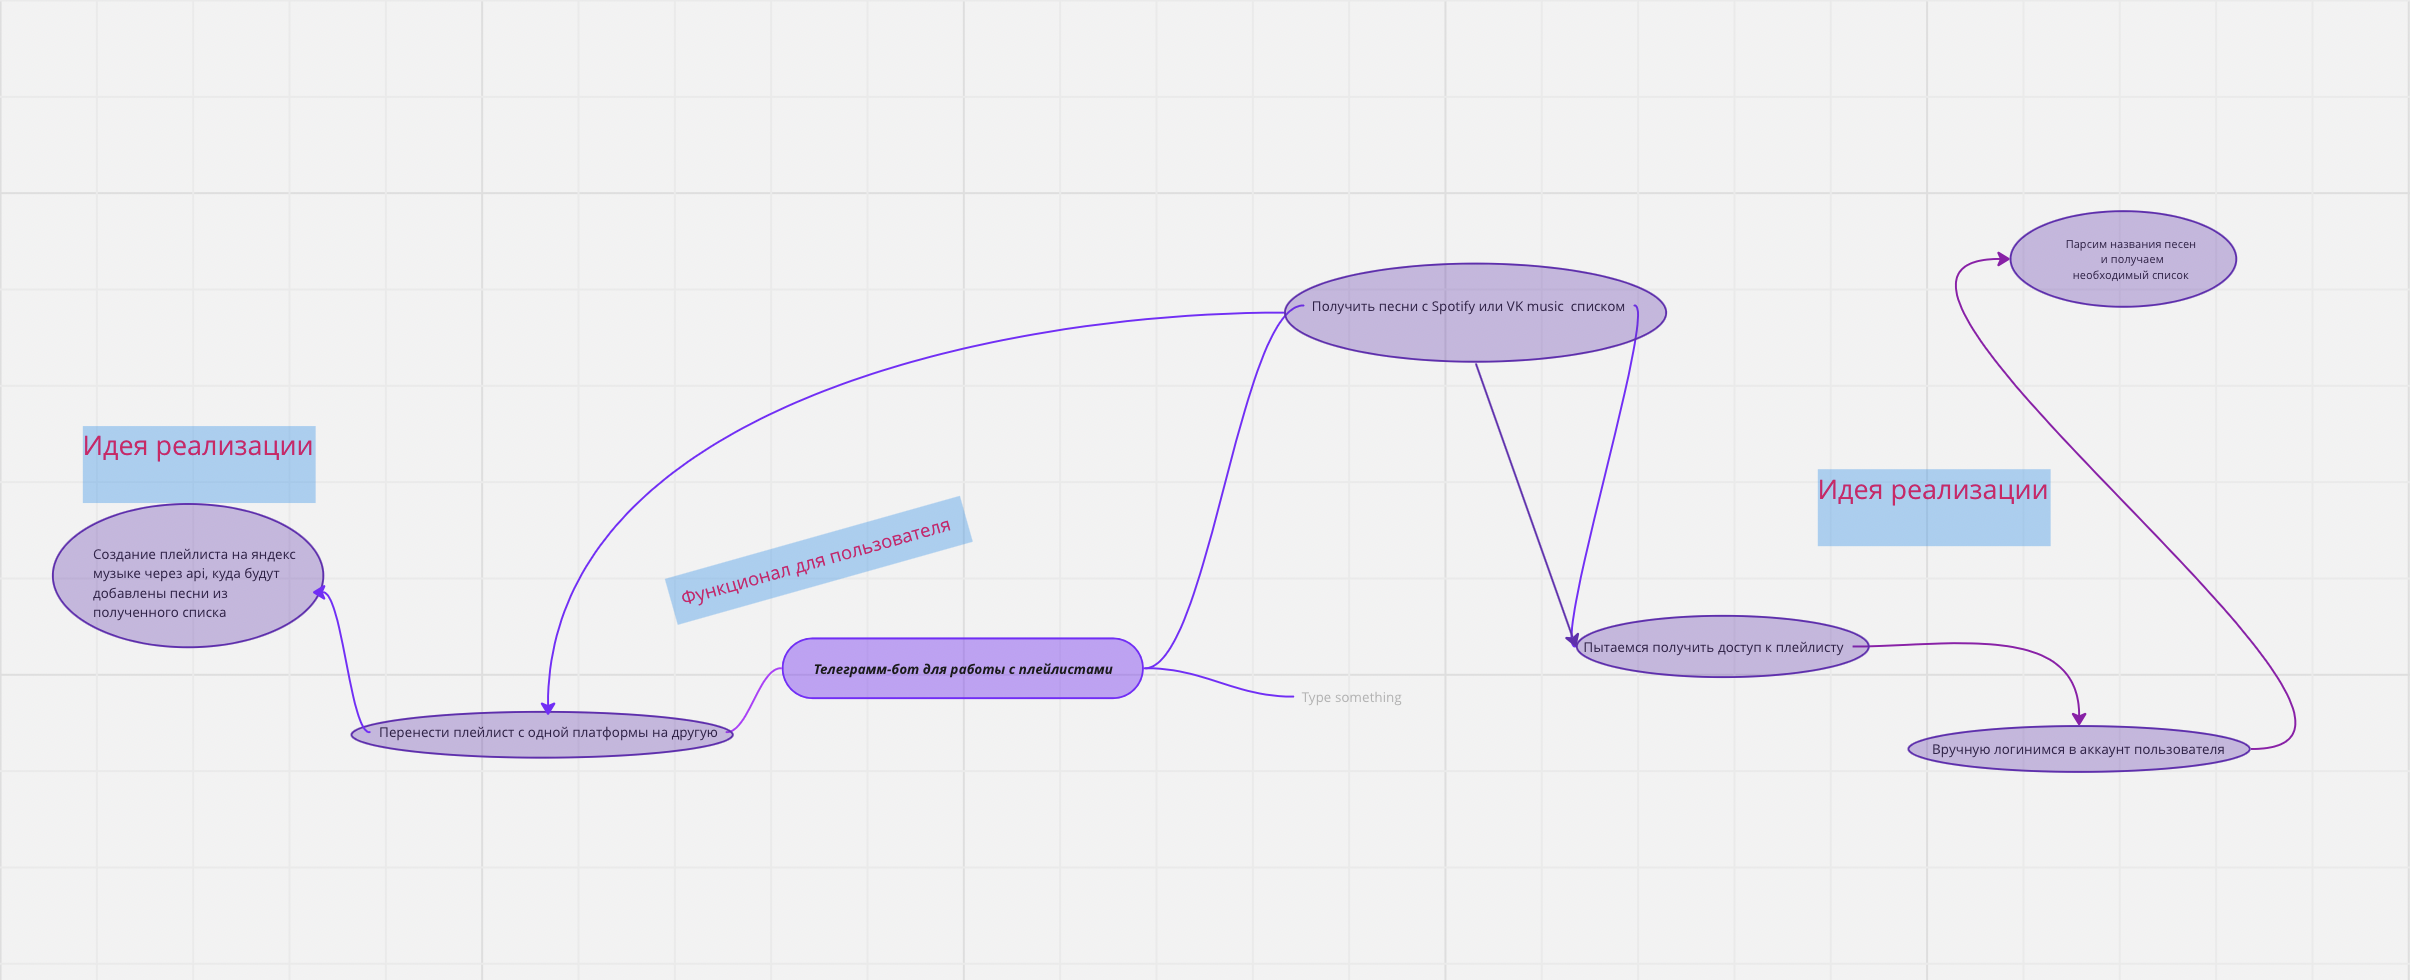 Парсим названия песен
и получаем
необходимый список
Получить песни с Spotify или VK music  списком
Идея реализации
Идея реализации
Функционал для пользователя
Создание плейлиста на яндекс
музыке через api, куда будут
добавлены песни из
полученного списка
Пытаемся получить доступ к плейлисту
Телеграмм-бот для работы с плейлистами
Type something
Перенести плейлист с одной платформы на другую
Вручную логинимся в аккаунт пользователя